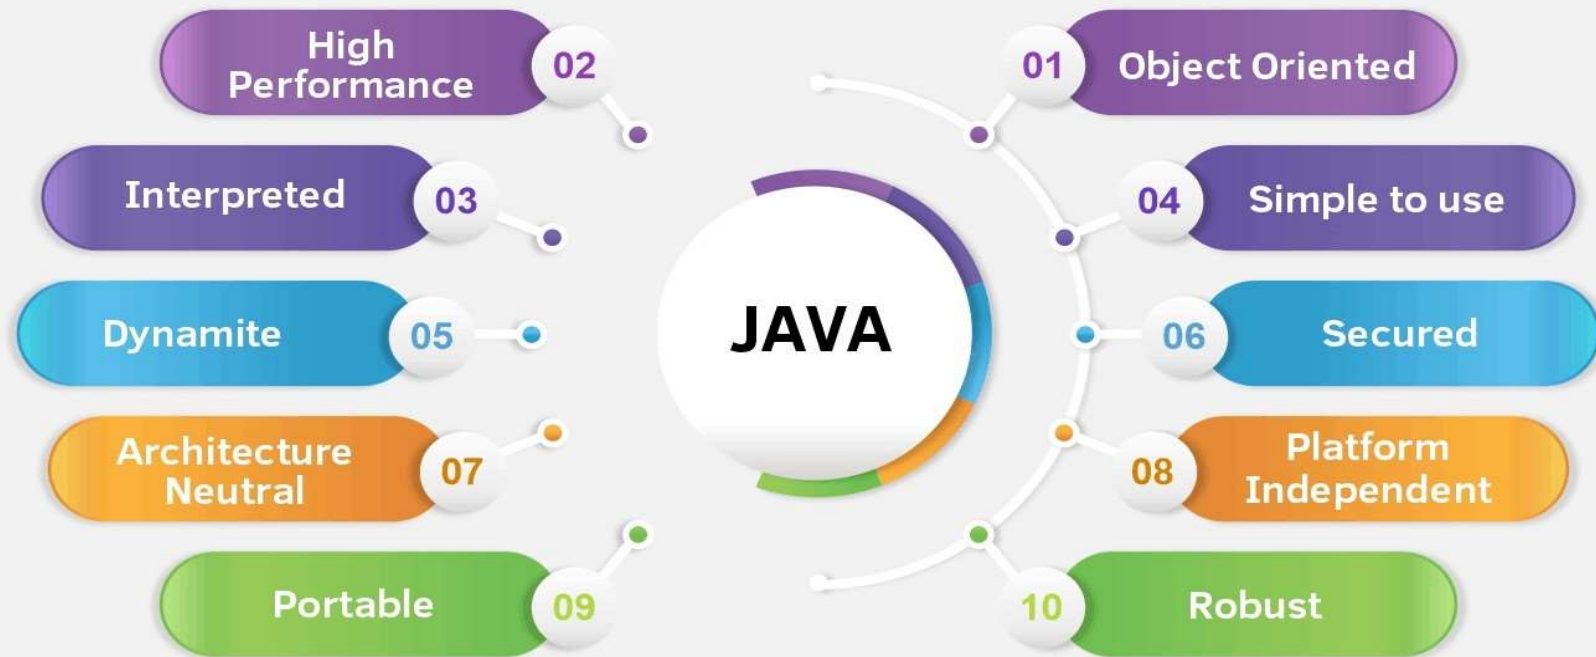 High
Performance
02
01
Object Oriented
Interpreted
03
04
Simple to use
JAVA
Dynamite
05
06
Secured
Architecture
Neutral
07
08
Platform
Independent
Portable
09
10
Robust